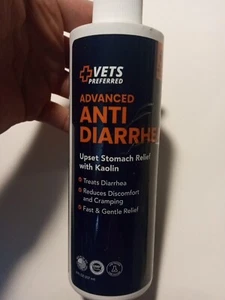 VETS
PREFERRED
ADVANCED
ANTI
DIARRHE
Upset Stomach Relief
with Kaolin
Treats Diarrhea
Reduces Discomfort
and Cramping
Fast & Gentle Relief